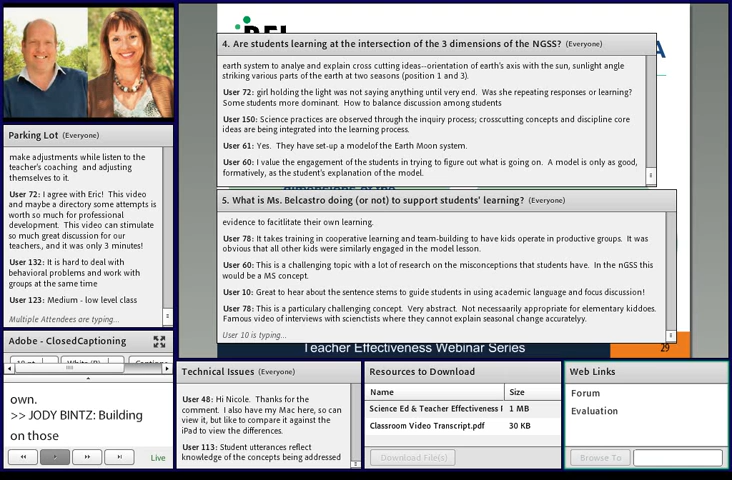 4. Are students learning at the intersection of the 3 dimensions of the NGSS? (Everyone)
earth system to analye and explain cross cutting ideas--orientation of earth's axis with the sun, sunlight angle
striking various parts of the earth at two seasons (position 1 and 3).
User 72: girl holding the light was not saying anything until very end. Was she repeating responses or learning?
Some students more dominant. How to balance discussion among students
User 150: Science practices are observed through the inquiry process; crosscutting concepts and discipline core
ideas are being integrated into the learning process.
User 61: Yes. They have set-up a modelof the Earth Moon system.
User 60: I value the engagement of the students in trying to figure out what is going on. A model is only as good,
formatively, as the student's explanation of the model.
5. What is Ms. Belcastro doing (or not) to support students' learning? (Everyone)
evidence to facitlitate their own learning.
User 78: It takes training in cooperative learning and team-building to have kids operate in productive groups. It was
obvious that all other kids were similarly engaged in the model lesson.
User 60: This is a challenging topic with a lot of research on the misconceptions that students have. In the nGSS this
would be a MS concept.
User 10: Great to hear about the sentence stems to guide students in using academic language and focus discussion!
User 78: This is a particulary challenging concept. Very abstract. Not necessarily appropriate for elementary kiddoes.
Famous video of interviews with scienctists where they cannot explain seasonal change accurately.
User 10 is typing...
Teacher Effectiveness Webinar Series
29
Parking Lot (Everyone)
make adjustments while listen to the
teacher's coaching and adjusting
themselves to it.
User 72: I agree with Eric! This video
and maybe a directory some attempts is
worth so much for professional
development. This video can stimulate
so much great discussion for our
teachers., and it was only 3 minutes!
User 132: It is hard to deal with
behavioral problems and work with
groups at the same time
User 123: Medium - low level class
Multiple Attendees are typing...
Adobe - ClosedCaptioning
own.
>> JODY BINTZ: Building
on those
Live
Technical Issues (Everyone)
User 48: Hi Nicole. Thanks for the
comment. I also have my Mac here, so can
view it, but like to compare it against the
iPad to view the differences.
User 113: Student utterances reflect
knowledge of the concepts being addressed
Resources to Download
Name Size
Science Ed & Teacher Effectiveness 1 MB
Classroom Video Transcript.pdf 30 KB
Download File(s)
Web Links
Forum
Evaluation
Browse To